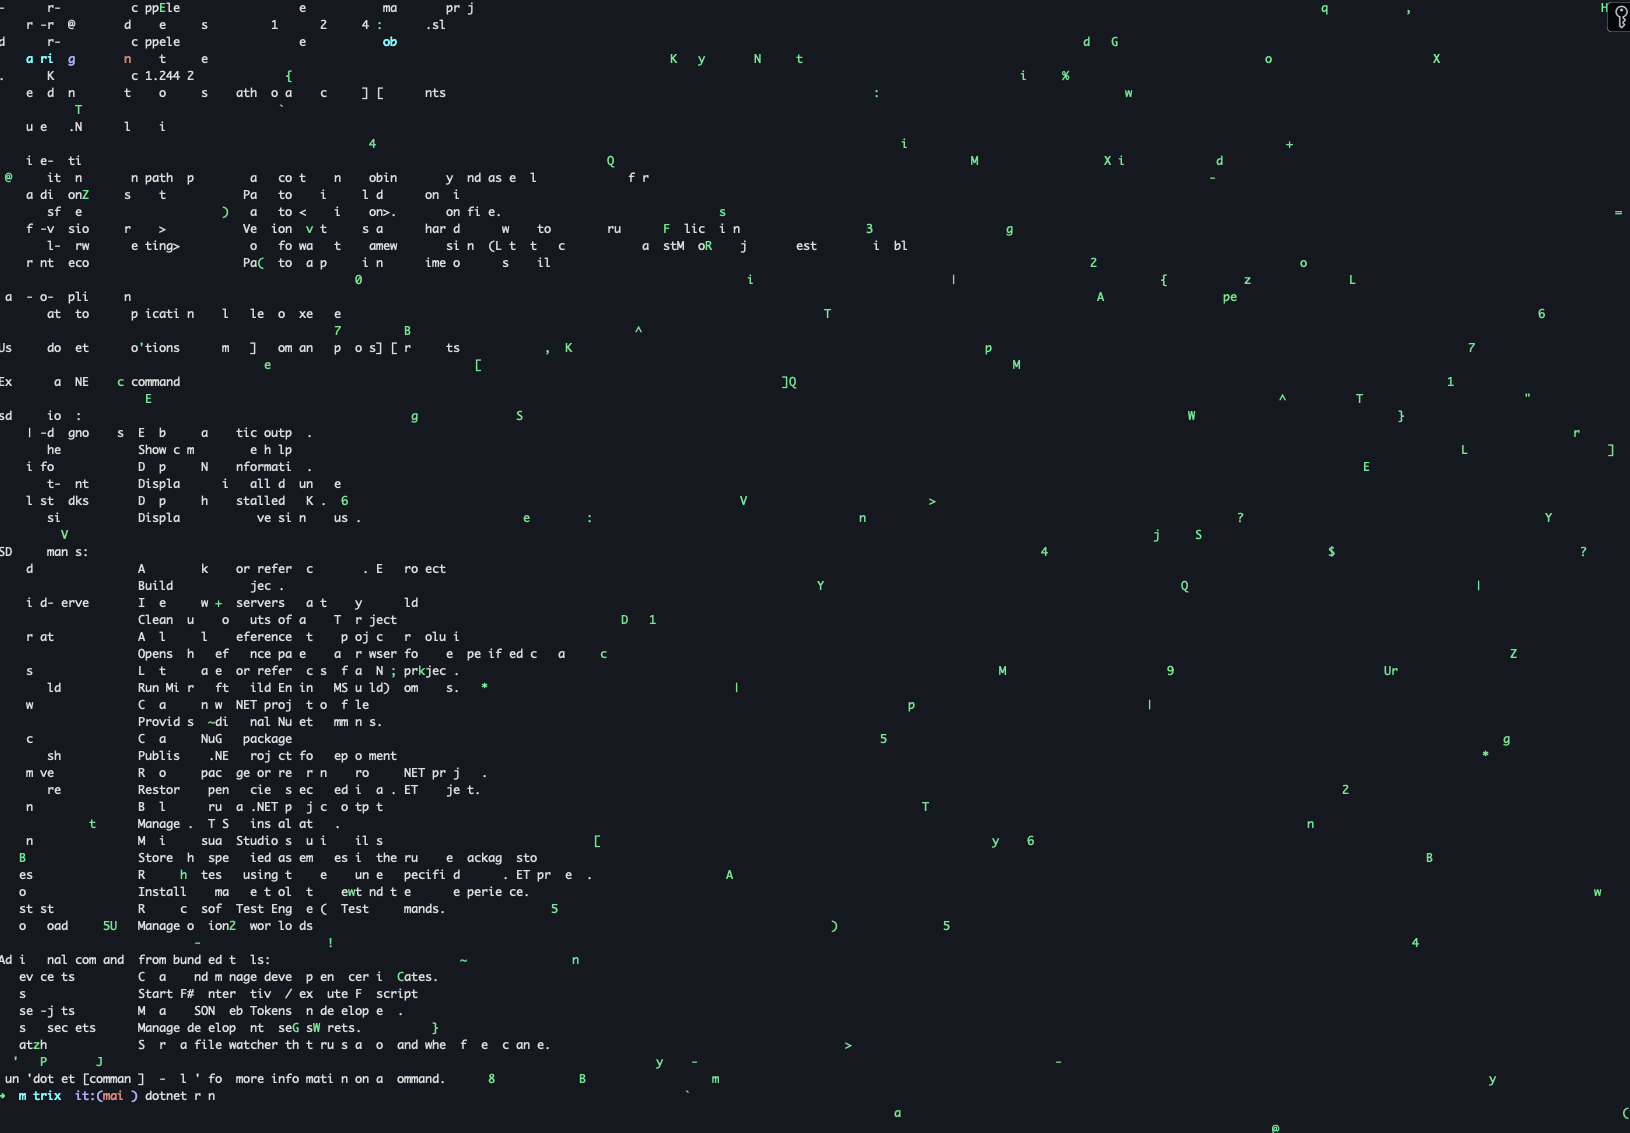 -      r-          c ppEle                 e           ma       pr j                         q           ,                           H
r -r @       d    e     s         1      2     4 :      .sl
d      r-          c ppele                 e           ob                         d   G
a ri  g       n    t     e                 K   y       N     t                 o                       X
.      K           c 1.244 2             {                 i     %
e  d  n       t    o     s    ath  o a    c     ] [      nts                 :                 w
T                            `
u e   .N      l    i
4                 i                 +
i e-  ti                 Q                 M                 X i             d
@     it n       n path  p        a   co t    n    obin       y  nd as e  l             f r                 -
a di  onZ     s    t           Pa   to    i     l d      on  i
sf  e                    )   a   to <    i    on>.       on fi e.                 s                 =
f -v  sio     r    >           Ve  ion  v t     s a      har d      w     to        ru      F  lic  i n                 3                 g
l-  rw      e ting>          o   fo wa   t    amew       si n  (L t  t  c           a  stM  oR    j       est        i  bl
r nt  eco                      Pa(  to  a p     i n      ime o      s    il                 2                 o
0                 i                 |                 {           z              L
a  - o-  pli     n                 A                 pe
at  to      p icati n    l   le  o  xe   e                 T                 6
7         B                 ^
Us     do  et      o'tions      m   ]   om an   p  o s] [ r     ts            ,  K                 p                 7
e                 [                 M
Ex      a  NE    c command                 ]Q                 1
E                 ^          T                 "
sd     io  :                 g              S                 W                 }
| -d  gno    s  E  b     a    tic outp  .                 r
he           Show c m        e h lp                 L                 ]
i fo            D  p     N    nformati  .                 E
t-  nt       Displa      i   all d  un   e
l st  dks       D  p     h    stalled   K .  6                 V                 >
si           Displa           ve si n    us .                 e        :                 n                 ?                 Y
V                 j     S
SD     man s:                 4                 $                 ?
d               A        k    or refer  c       . E   ro ect
Build           jec .                 Y                 Q                 |
i d-  erve      I  e     w +  servers   a t    y      ld
Clean  u    o   uts of a   T  r ject                 D   1
r at            A  l     l    eference  t    p oj c   r  olu i
Opens  h  ef   nce pa e    a  r wser fo    e  pe if ed c   a     c                 Z
s               L  t     a e  or refer  c s  f a N ; prkjec .                 M                 9                 Ur
ld           Run Mi r   ft   ild En in   MS u ld)  om    s.   *                 |
w               C  a     n w  NET proj  t o  f le                 p                 |
Provid s  ~di   nal Nu et   mm n s.
c               C  a     NuG   package                 5                 g
sh           Publis    .NE   roj ct fo   ep o ment                 *
m ve            R  o     pac  ge or re  r n    ro     NET pr j   .
re           Restor    pen   cie  s ec  ed i a . ET    je t.                 2
n               B  l      ru  a .NET p  j c  o tp t                 T
t      Manage .  T S   ins al at   .                 n
n               M  i     sua  Studio s  u i    il s                 [                 y    6
B                Store  h  spe   ied as em   es i  the ru    e  ackag  sto                 B
es              R     h  tes   using t    e    un e   pecifi d      . ET pr  e  .                 A
o                Install    ma   e t ol  t    ewt nd t e      e perie ce.                 w
st st            R     c  sof  Test Eng  e (  Test     mands.                 5
o   oad     5U   Manage o  ion2  wor lo ds                 )                 5
-                  !                 4
Ad i   nal com and  from bund ed t  ls:                 ~               n
ev ce ts         C  a    nd m nage deve  p en  cer i  Cates.
s                Start F#  nter  tiv  / ex  ute F  script
se -j ts         M  a    SON  eb Tokens  n de elop e  .
s   sec ets      Manage de elop  nt  seG sW rets.          }
atzh             S  r  a file watcher th t ru s a  o  and whe  f  e  c an e.                 >
'   P       J                 y    -                 -
un 'dot et [comman ]  -  l ' fo  more info mati n on a  ommand.      8            B                  m                 y
➜  m trix  it:(mai ) dotnet r n                 `
a                 (
@